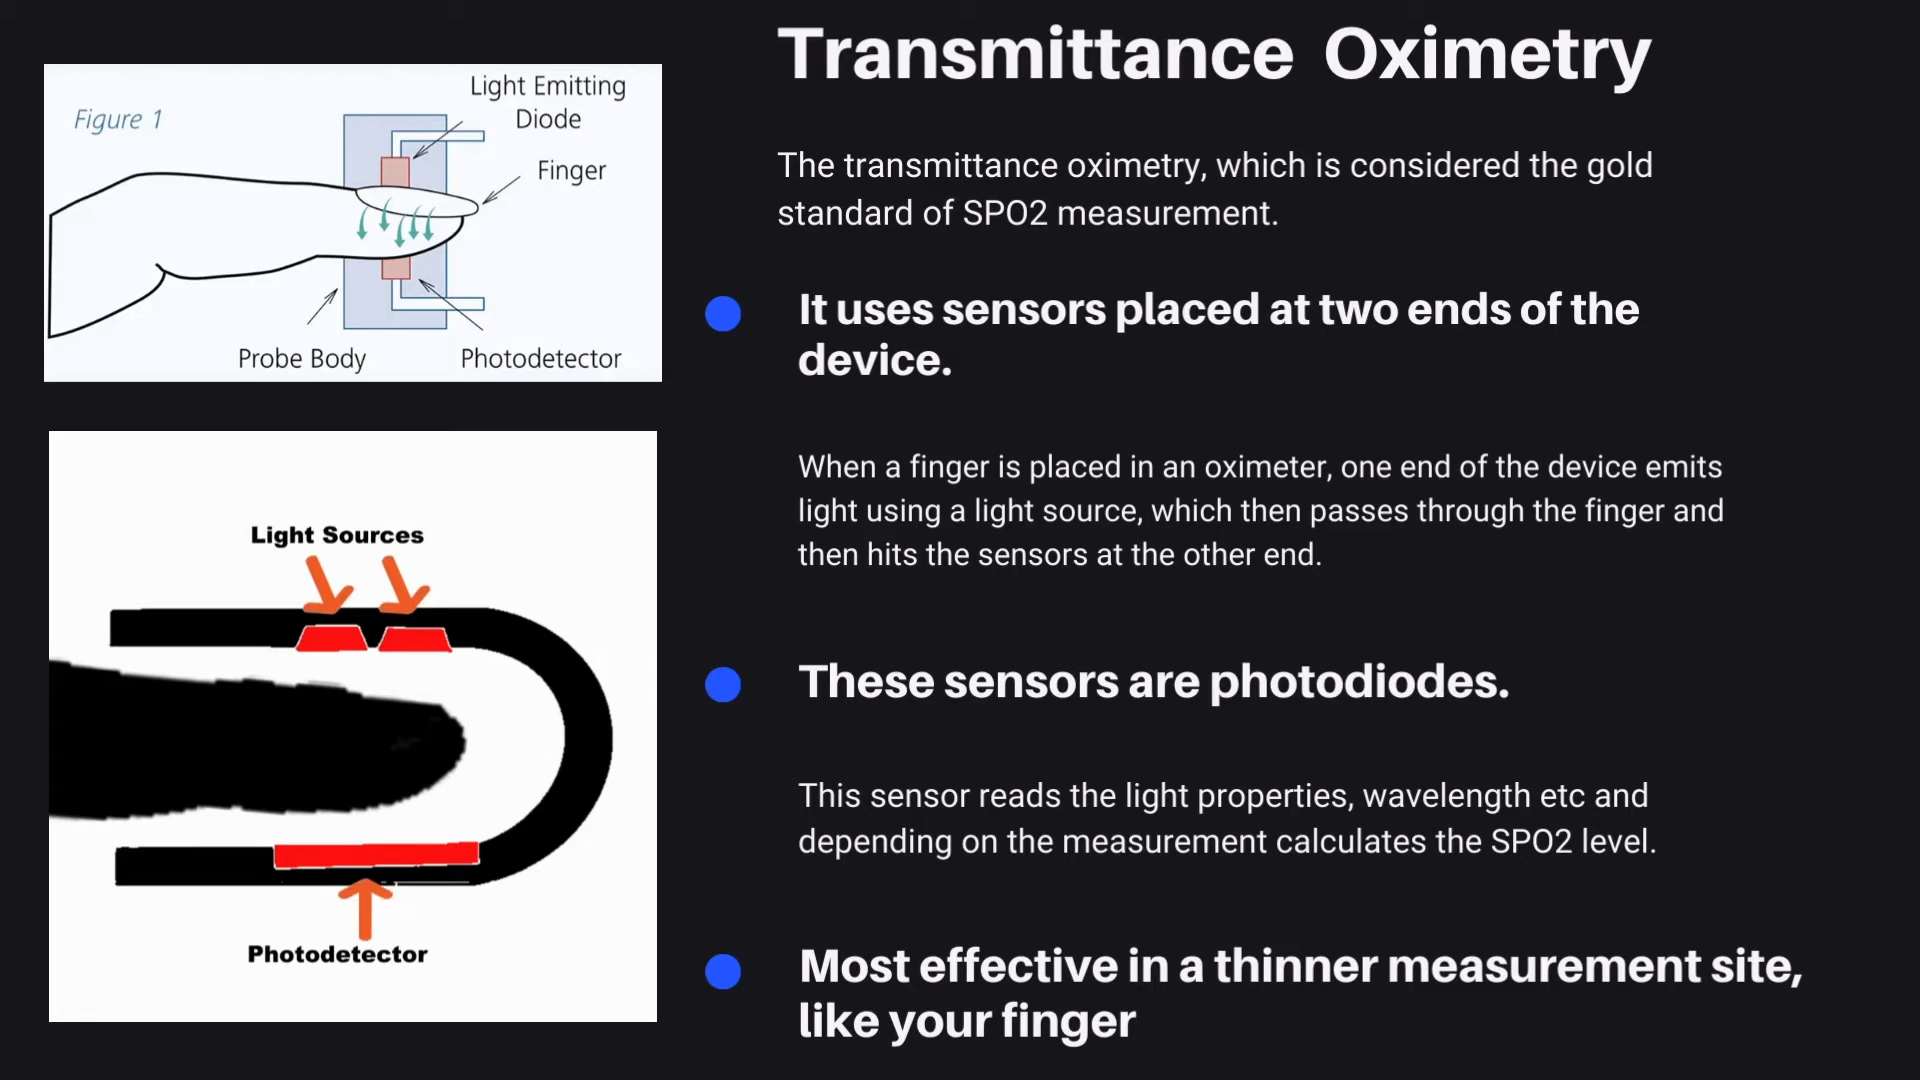 Transmittance Oximetry
Figure 1
Light Emitting
Diode
Finger
Probe Body
Photodetector
Light Sources
Photodetector
The transmittance oximetry, which is considered the gold
standard of SPO2 measurement.
It uses sensors placed at two ends of the
device.
When a finger is placed in an oximeter, one end of the device emits
light using a light source, which then passes through the finger and
then hits the sensors at the other end.
These sensors are photodiodes.
This sensor reads the light properties, wavelength etc and
depending on the measurement calculates the SPO2 level.
Most effective in a thinner measurement site,
like your finger